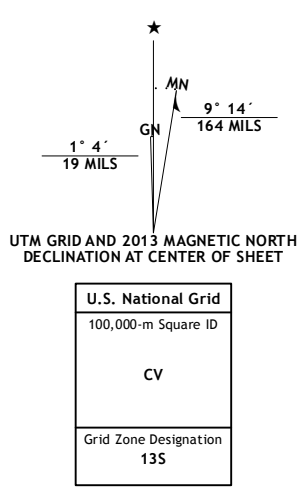 MN
GN
9° 14´
164 MILS
1° 4´
19 MILS
UTM GRID AND 2013 MAGNETIC NORTH
DECLINATION AT CENTER OF SHEET
U.S. National Grid
100,000-m Square ID
CV
Grid Zone Designation
13S